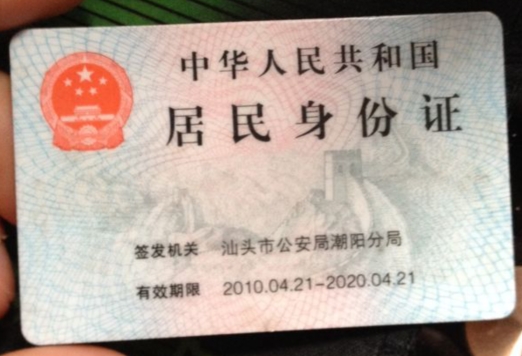 中华人民共和国
居民身份证
签发机关 汕头市公安局潮阳分局
有效期限 2010.04.21-2020.04.21